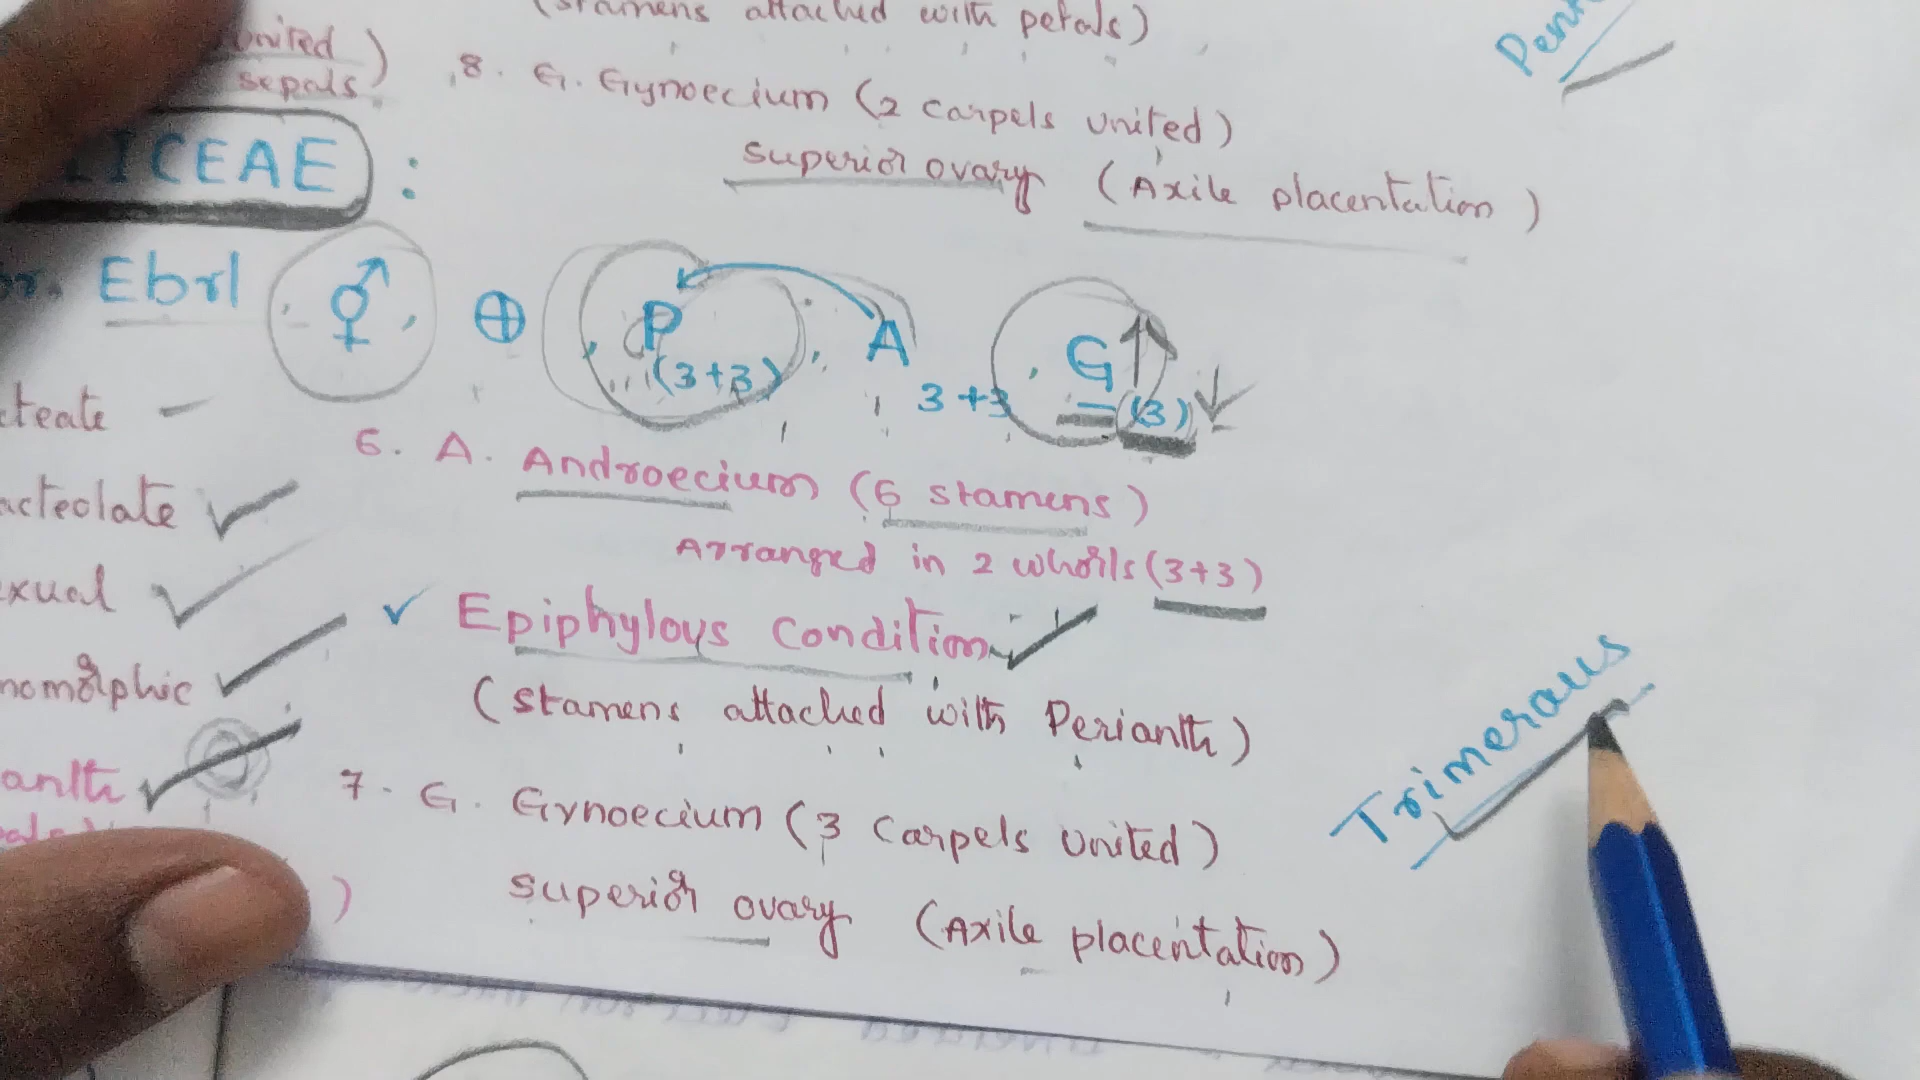 (stamens attached with petals)
united)
sepals
8. G. Gynoecium (2 carpels united)
superior ovary (Axile placentation)
ICEAE :
Br. Ebrl , ⚥, ⊕ , P(3+3), A 3+3, G(3)
cteate
6. A. Androecium (6 stamens)
acteolate
Arranged in 2 whorls (3+3)
xual
Epiphylous Condition
nomorphic
(stamens attached with Perianth)
anth
7. G. Gynoecium (3 Carpels United)
superior ovary (Axile placentation)
Trimeraus